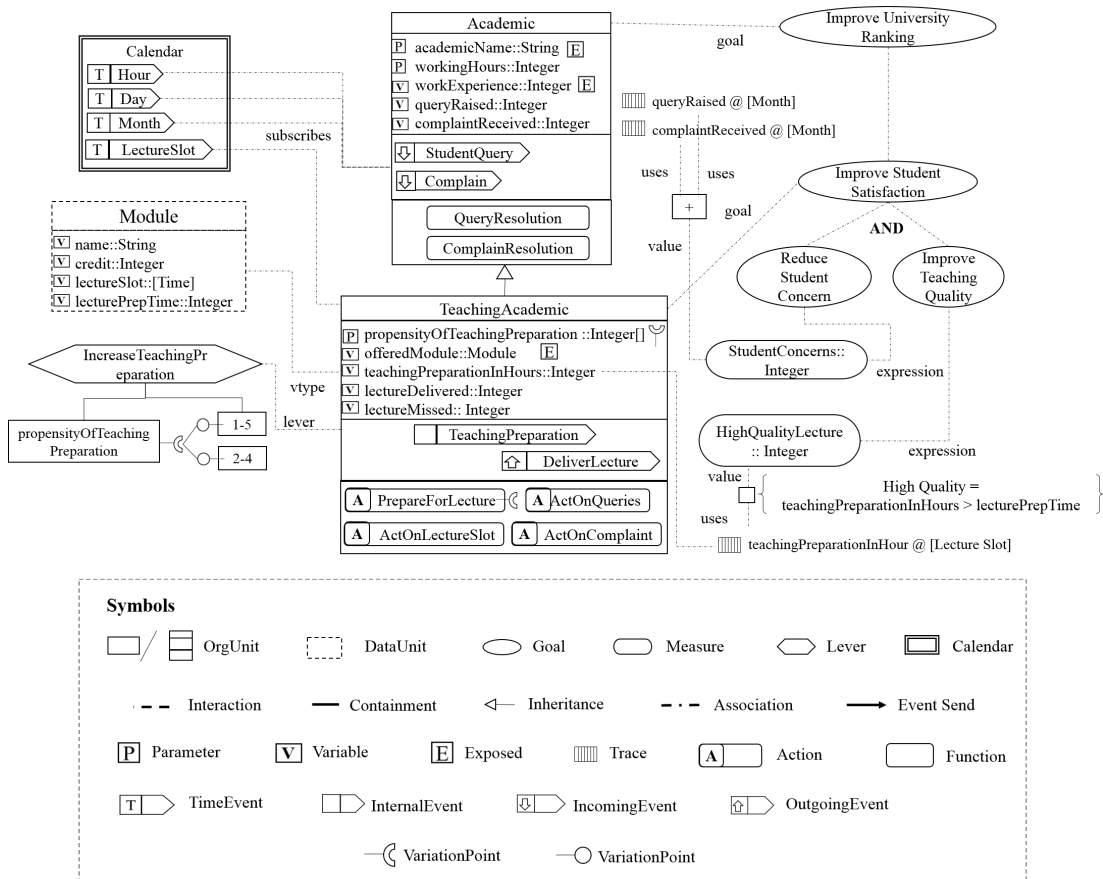 Calendar
T Hour
T Day
T Month
T LectureSlot
subscribes
Academic
P academicName::String E
P workingHours::Integer
V workExperience::Integer E
V queryRaised::Integer
V complaintReceived::Integer
StudentQuery
Complain
QueryResolution
ComplainResolution
goal
Improve University
Ranking
queryRaised @ [Month]
complaintReceived @ [Month]
uses
uses
+
goal
value
Improve Student
Satisfaction
AND
Reduce
Student
Concern
Improve
Teaching
Quality
Module
V name::String
V credit::Integer
V lectureSlot::[Time]
V lecturePrepTime::Integer
vtype
IncreaseTeachingPr
eparation
lever
propensityOfTeaching
Preparation
1-5
2-4
TeachingAcademic
P propensityOfTeachingPreparation ::Integer[]
V offeredModule::Module E
V teachingPreparationInHours::Integer
V lectureDelivered::Integer
V lectureMissed:: Integer
TeachingPreparation
DeliverLecture
A PrepareForLecture
A ActOnQueries
A ActOnLectureSlot
A ActOnComplaint
StudentConcerns::
Integer
expression
HighQualityLecture
:: Integer
expression
value
High Quality =
teachingPreparationInHours > lecturePrepTime
uses
teachingPreparationInHour @ [Lecture Slot]
Symbols
OrgUnit
DataUnit
Goal
Measure
Lever
Calendar
Interaction
Containment
Inheritance
Association
Event Send
P Parameter
V Variable
E Exposed
Trace
A Action
Function
T TimeEvent
InternalEvent
IncomingEvent
OutgoingEvent
VariationPoint
VariationPoint